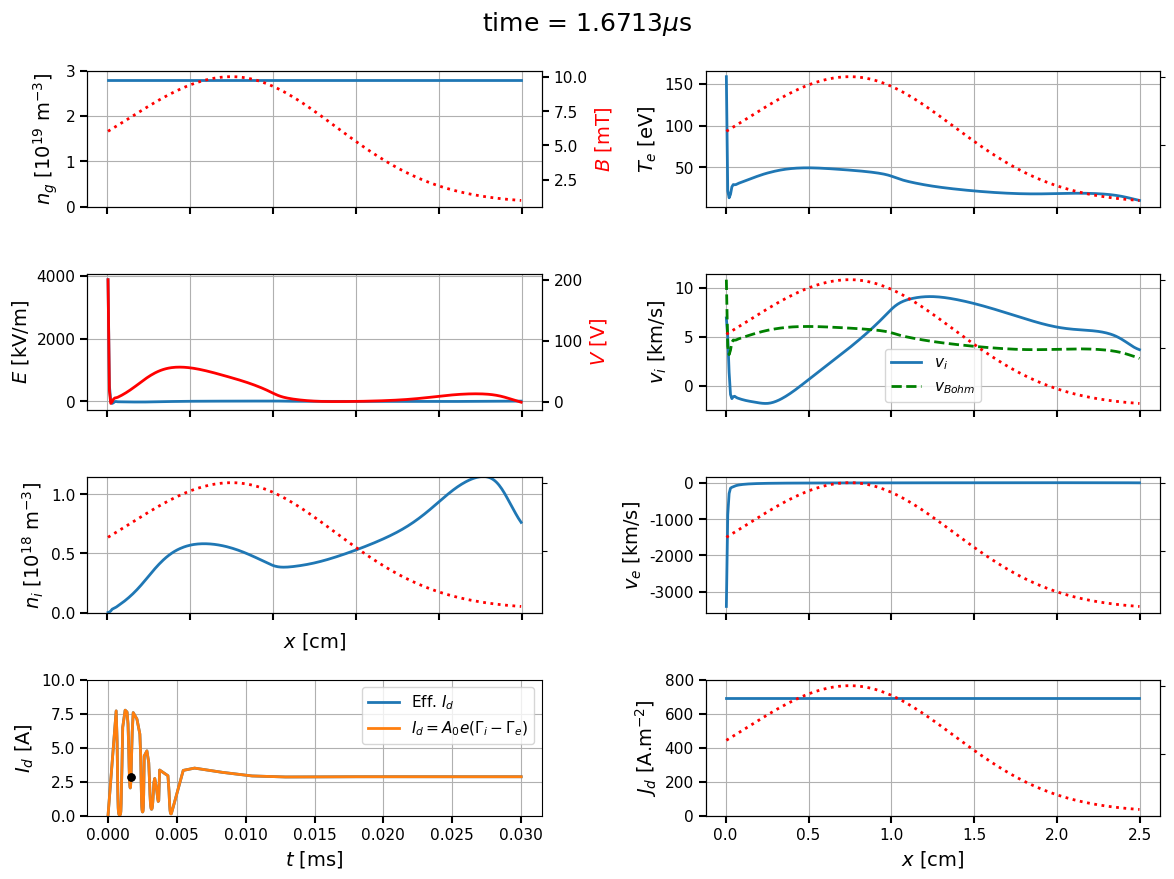 time = 1.6713μs
n_g [10^19 m^−3]
3
2
1
0
10.0
7.5
5.0
2.5
B [mT]
T_e [eV]
150
100
50
E [kV/m]
4000
2000
0
200
100
0
V [V]
v_i [km/s]
10
5
0
v_i
v_Bohm
n_i [10^18 m^−3]
1.0
0.5
0.0
x [cm]
v_e [km/s]
0
-1000
-2000
-3000
I_d [A]
10.0
7.5
5.0
2.5
0.0
Eff. I_d
I_d = A_0e(Γ_i − Γ_e)
0.000 0.005 0.010 0.015 0.020 0.025 0.030
t [ms]
J_d [A.m^−2]
800
600
400
200
0
0.0 0.5 1.0 1.5 2.0 2.5
x [cm]